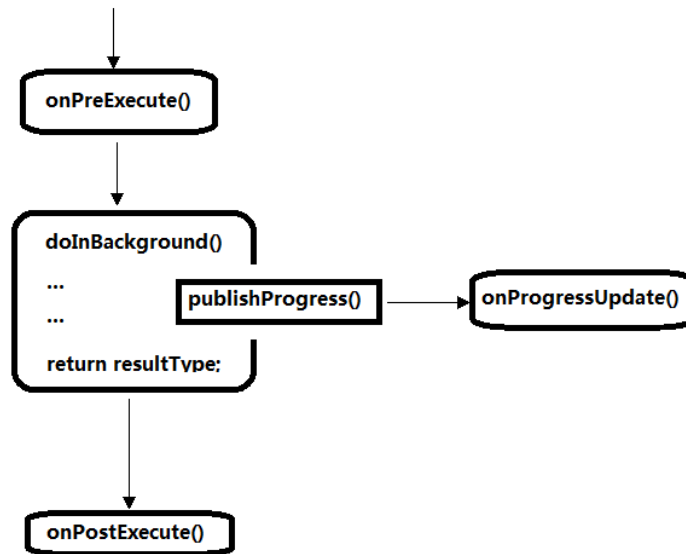 onPreExecute()
doInBackground()
...
publishProgress()
onProgressUpdate()
...
return resultType;
onPostExecute()